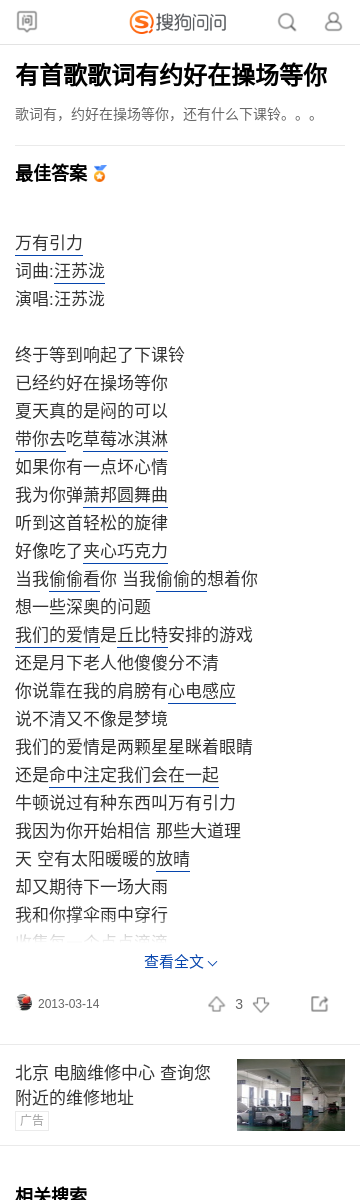 问
搜狗问问
有首歌歌词有约好在操场等你
歌词有，约好在操场等你，还有什么下课铃。。。
最佳答案
万有引力
词曲:汪苏泷
演唱:汪苏泷
终于等到响起了下课铃
已经约好在操场等你
夏天真的是闷的可以
带你去吃草莓冰淇淋
如果你有一点坏心情
我为你弹萧邦圆舞曲
听到这首轻松的旋律
好像吃了夹心巧克力
当我偷偷看你 当我偷偷的想着你
想一些深奥的问题
我们的爱情是丘比特安排的游戏
还是月下老人他傻傻分不清
你说靠在我的肩膀有心电感应
说不清又不像是梦境
我们的爱情是两颗星星眯着眼睛
还是命中注定我们会在一起
牛顿说过有种东西叫万有引力
我因为你开始相信 那些大道理
天 空有太阳暖暖的放晴
却又期待下一场大雨
我和你撑伞雨中穿行
收集每一个点点滴滴
查看全文
2013-03-14
3
北京 电脑维修中心 查询您
附近的维修地址
广告
相关搜索